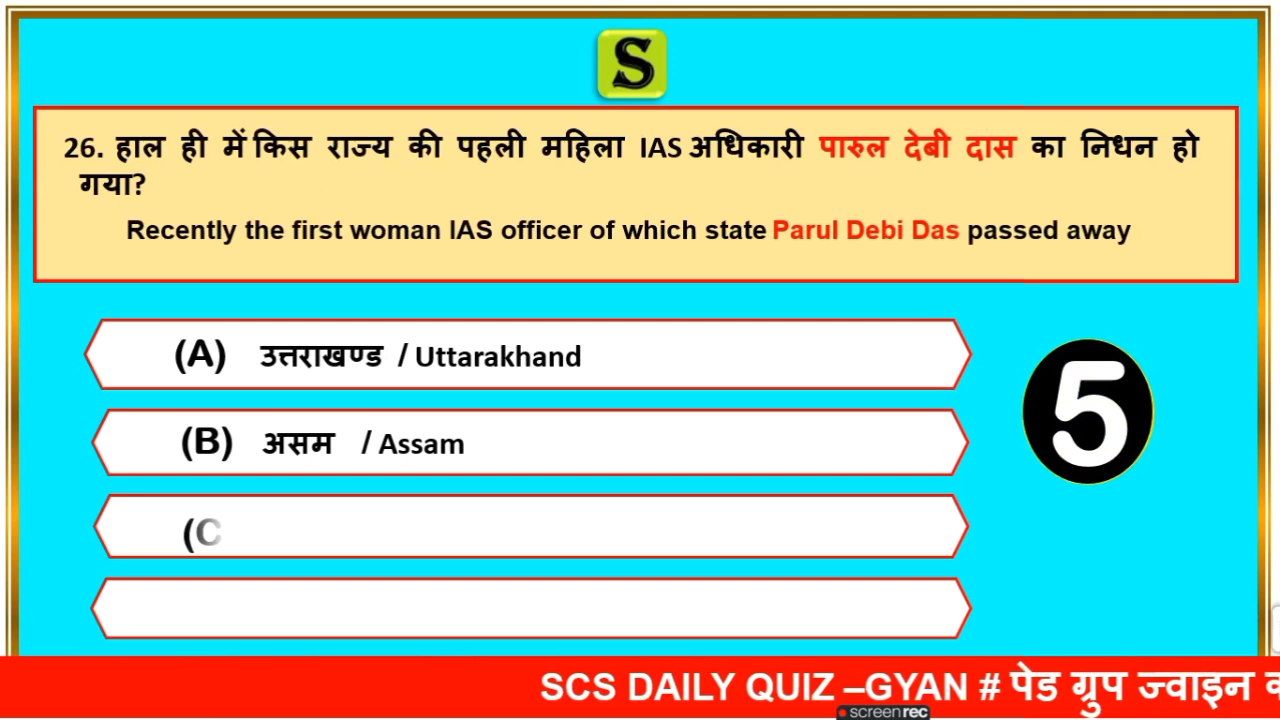 S
26. हाल ही में किस राज्य की पहली महिला IAS अधिकारी पारुल देबी दास का निधन हो
गया?
Recently the first woman IAS officer of which state Parul Debi Das passed away
(A) उत्तराखण्ड / Uttarakhand
5
(B) असम / Assam
(C
SCS DAILY QUIZ –GYAN # पेड ग्रुप ज्वाइन
screenrec